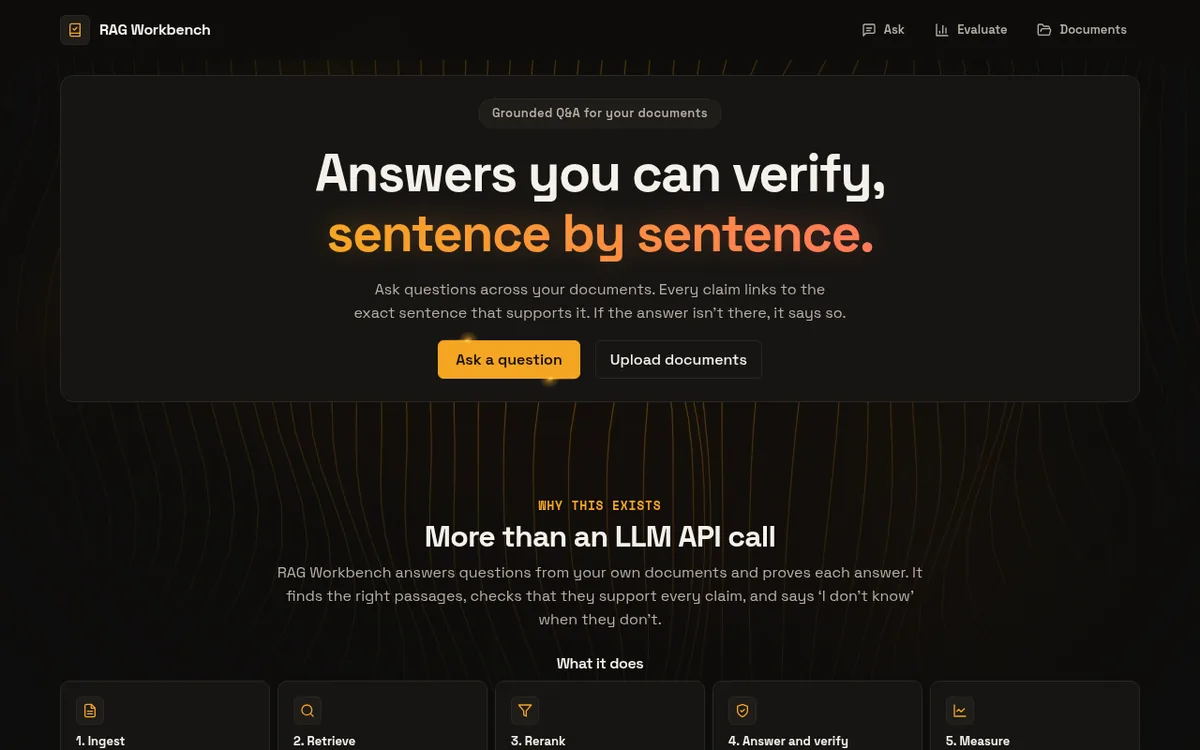 RAG Workbench
Ask
Evaluate
Documents
Grounded Q&A for your documents
Answers you can verify,
sentence by sentence.
Ask questions across your documents. Every claim links to the
exact sentence that supports it. If the answer isn’t there, it says so.
Ask a question
Upload documents
WHY THIS EXISTS
More than an LLM API call
RAG Workbench answers questions from your own documents and proves each answer. It
finds the right passages, checks that they support every claim, and says ‘I don’t know’
when they don’t.
What it does
1. Ingest
2. Retrieve
3. Rerank
4. Answer and verify
5. Measure